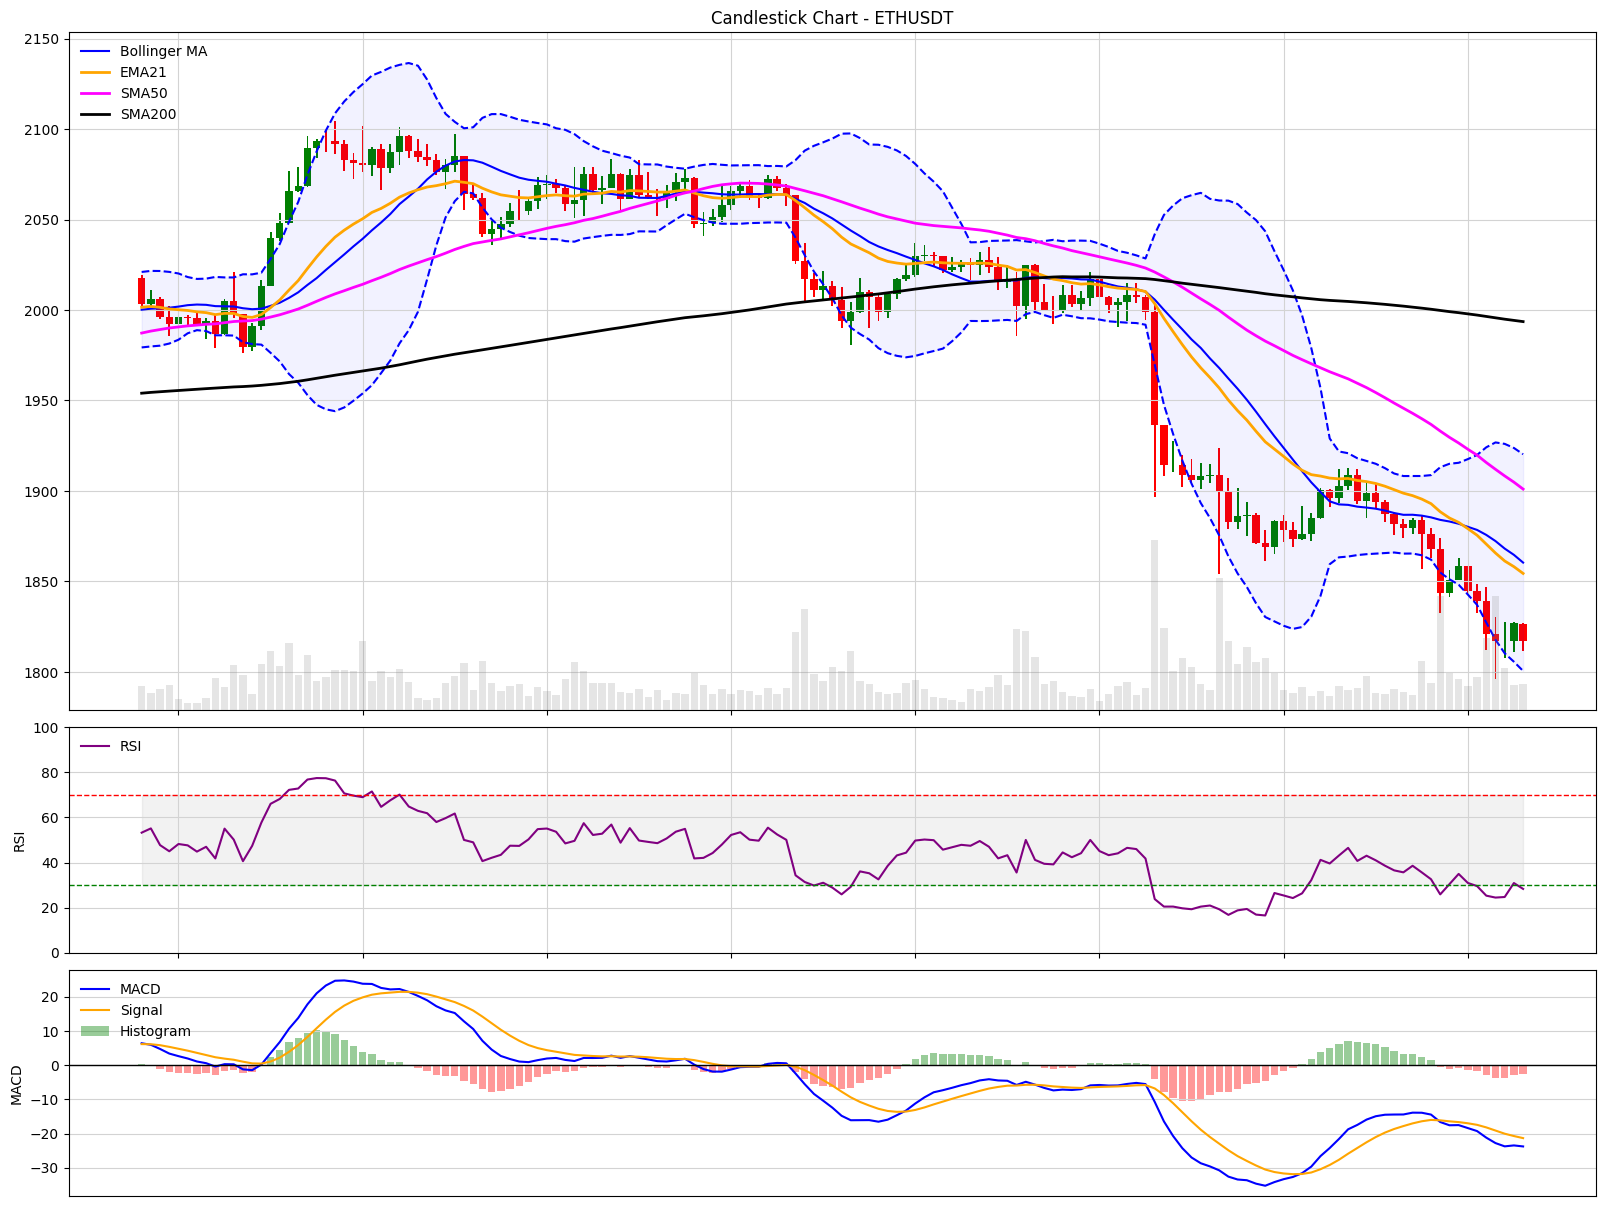 Candlestick Chart - ETHUSDT
2150
2100
2050
2000
1950
1900
1850
1800
Bollinger MA
EMA21
SMA50
SMA200
100
80
60
40
20
0
RSI
RSI
20
10
0
−10
−20
−30
MACD
MACD
Signal
Histogram